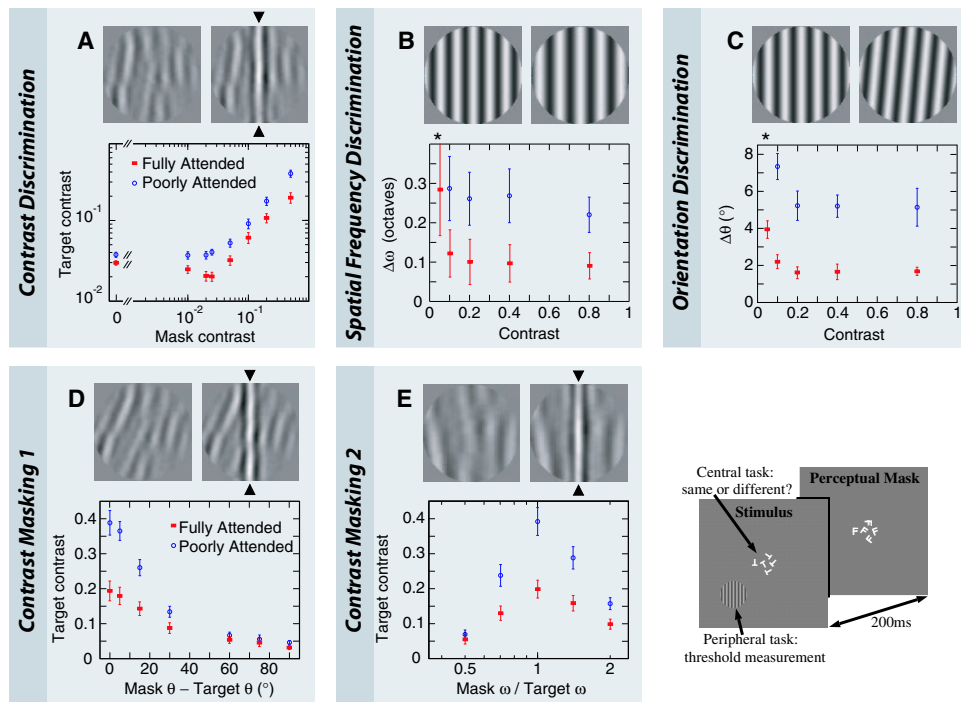 Contrast Discrimination
A
Fully Attended
Poorly Attended
Target contrast
10⁻¹
10⁻²
0
10⁻²
10⁻¹
Mask contrast
Spatial Frequency Discrimination
B
*
Δω (octaves)
0.3
0.2
0.1
0
0 0.2 0.4 0.6 0.8 1
Contrast
Orientation Discrimination
C
*
Δθ (°)
8
6
4
2
0
0 0.2 0.4 0.6 0.8 1
Contrast
Contrast Masking 1
D
Fully Attended
Poorly Attended
Target contrast
0.4
0.3
0.2
0.1
0
0 20 40 60 80
Mask θ – Target θ (°)
Contrast Masking 2
E
Target contrast
0.4
0.3
0.2
0.1
0
0.5 1 2
Mask ω / Target ω
Central task:
same or different?
Perceptual Mask
Stimulus
T T T T T
F F F F F
200ms
Peripheral task:
threshold measurement